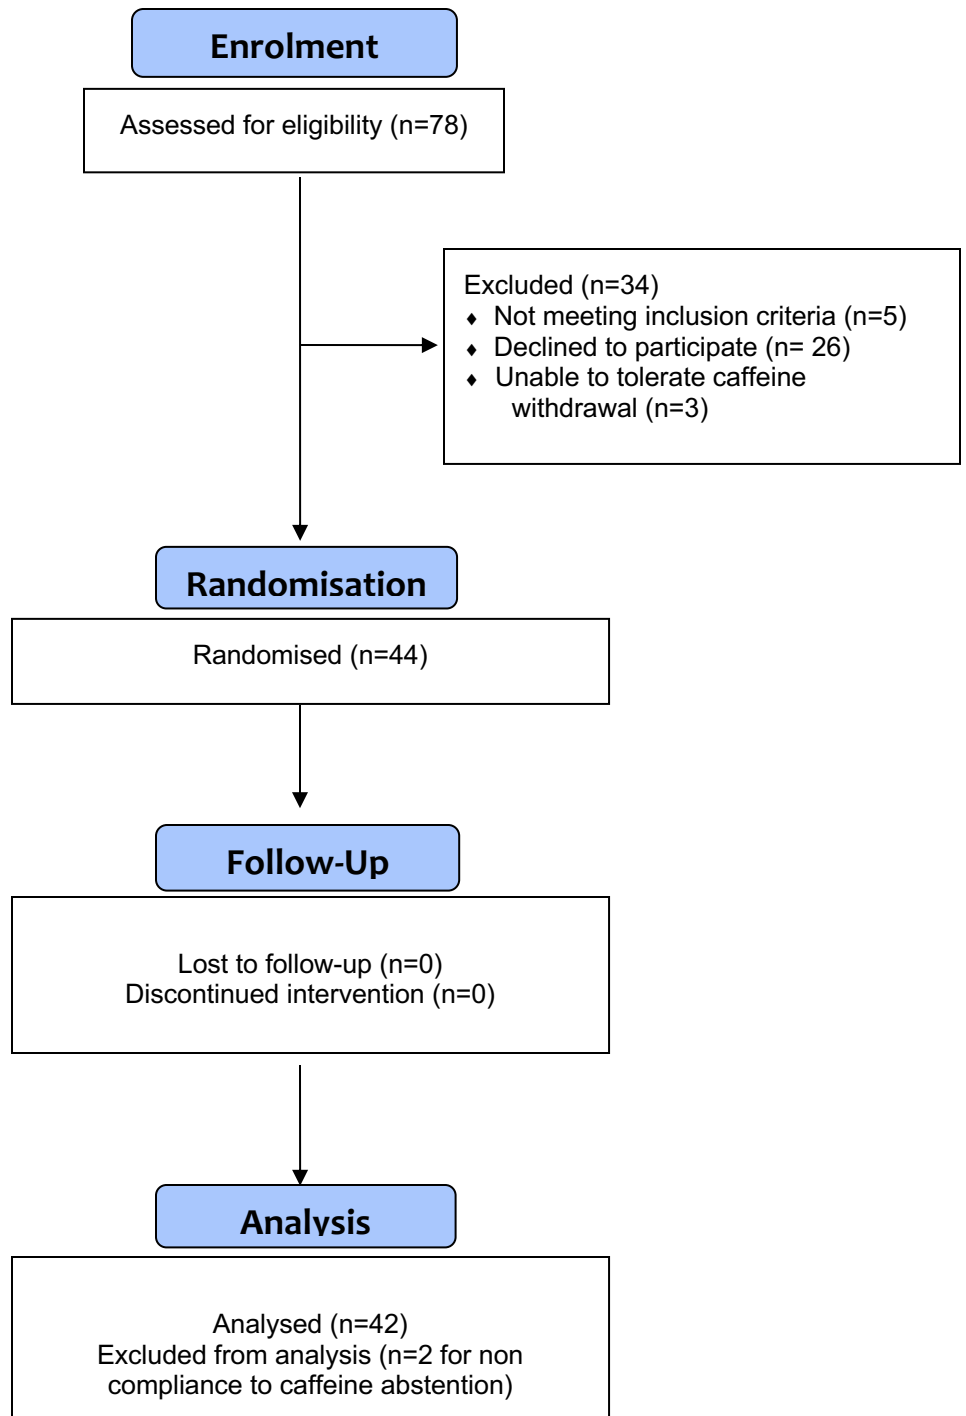 Enrolment
Assessed for eligibility (n=78)
Excluded (n=34)
♦ Not meeting inclusion criteria (n=5)
♦ Declined to participate (n= 26)
♦ Unable to tolerate caffeine
withdrawal (n=3)
Randomisation
Randomised (n=44)
Follow-Up
Lost to follow-up (n=0)
Discontinued intervention (n=0)
Analysis
Analysed (n=42)
Excluded from analysis (n=2 for non
compliance to caffeine abstention)